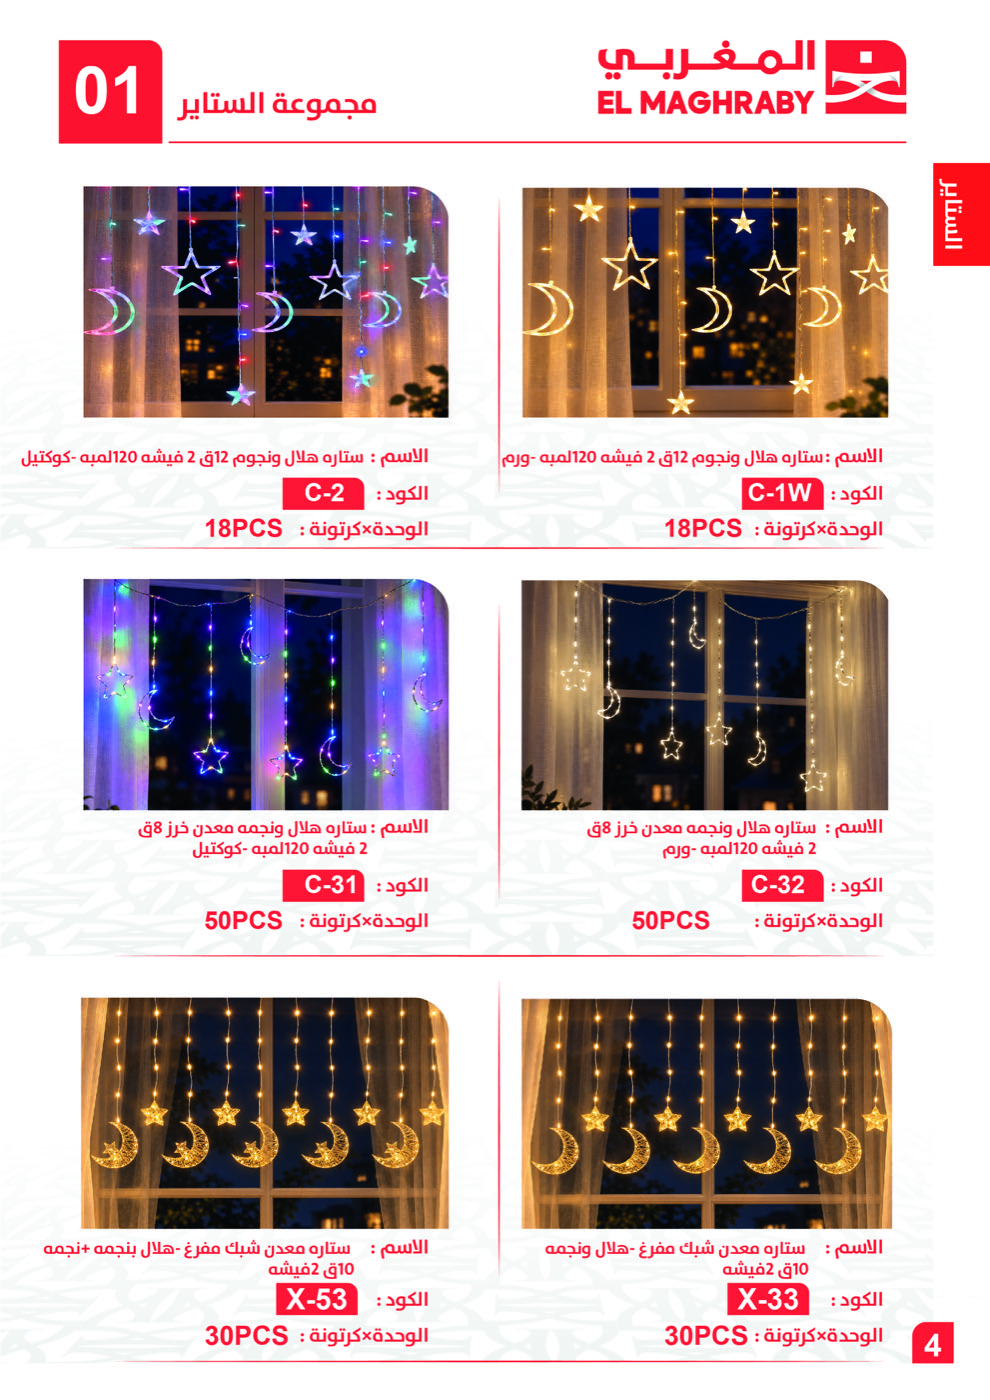 01
مجموعة الستاير
المغربي
EL MAGHRABY
الستاير
الاسم : ستاره هلال ونجوم 12ق 2 فيشه 120لمبه -ورم
الكود : C-1W
الوحدة×كرتونة : 18PCS
الاسم : ستاره هلال ونجوم 12ق 2 فيشه 120لمبه -كوكتيل
الكود : C-2
الوحدة×كرتونة : 18PCS
الاسم : ستاره هلال ونجمه معدن خرز 8ق
2 فيشه 120لمبه -ورم
الكود : C-32
الوحدة×كرتونة : 50PCS
الاسم : ستاره هلال ونجمه معدن خرز 8ق
2 فيشه 120لمبه -كوكتيل
الكود : C-31
الوحدة×كرتونة : 50PCS
الاسم : ستاره معدن شبك مفرغ -هلال ونجمه
10ق 2فيشه
الكود : X-33
الوحدة×كرتونة : 30PCS
الاسم : ستاره معدن شبك مفرغ -هلال بنجمه +نجمه
10ق 2فيشه
الكود : X-53
الوحدة×كرتونة : 30PCS
4